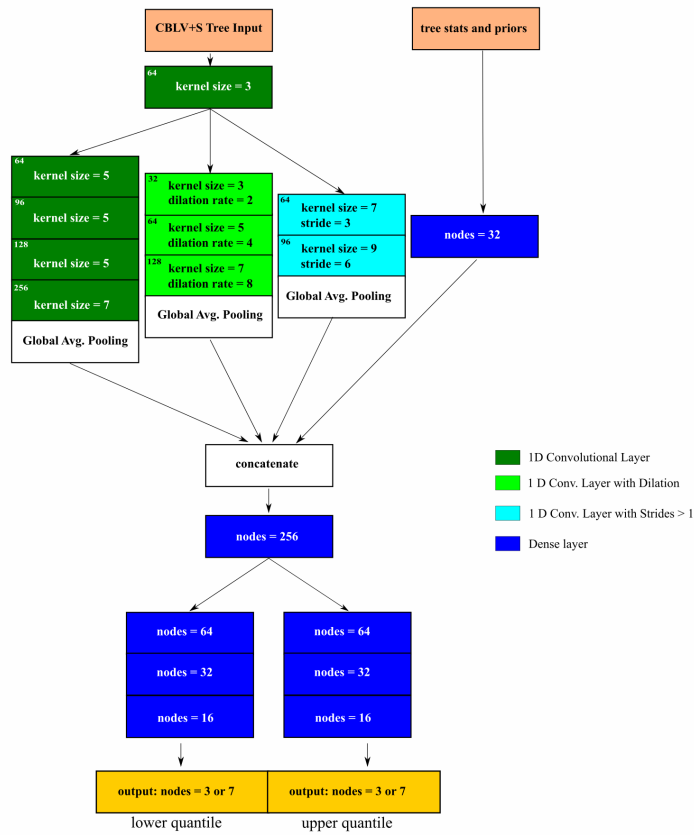 CBLV+S Tree Input
tree stats and priors
64
kernel size = 3
64
kernel size = 5
96
kernel size = 5
128
kernel size = 5
256
kernel size = 7
Global Avg. Pooling
32
kernel size = 3
dilation rate = 2
64
kernel size = 5
dilation rate = 4
128
kernel size = 7
dilation rate = 8
Global Avg. Pooling
64
kernel size = 7
stride = 3
96
kernel size = 9
stride = 6
Global Avg. Pooling
nodes = 32
concatenate
nodes = 256
1D Convolutional Layer
1 D Conv. Layer with Dilation
1 D Conv. Layer with Strides > 1
Dense layer
nodes = 64
nodes = 32
nodes = 16
nodes = 64
nodes = 32
nodes = 16
output: nodes = 3 or 7
output: nodes = 3 or 7
lower quantile
upper quantile